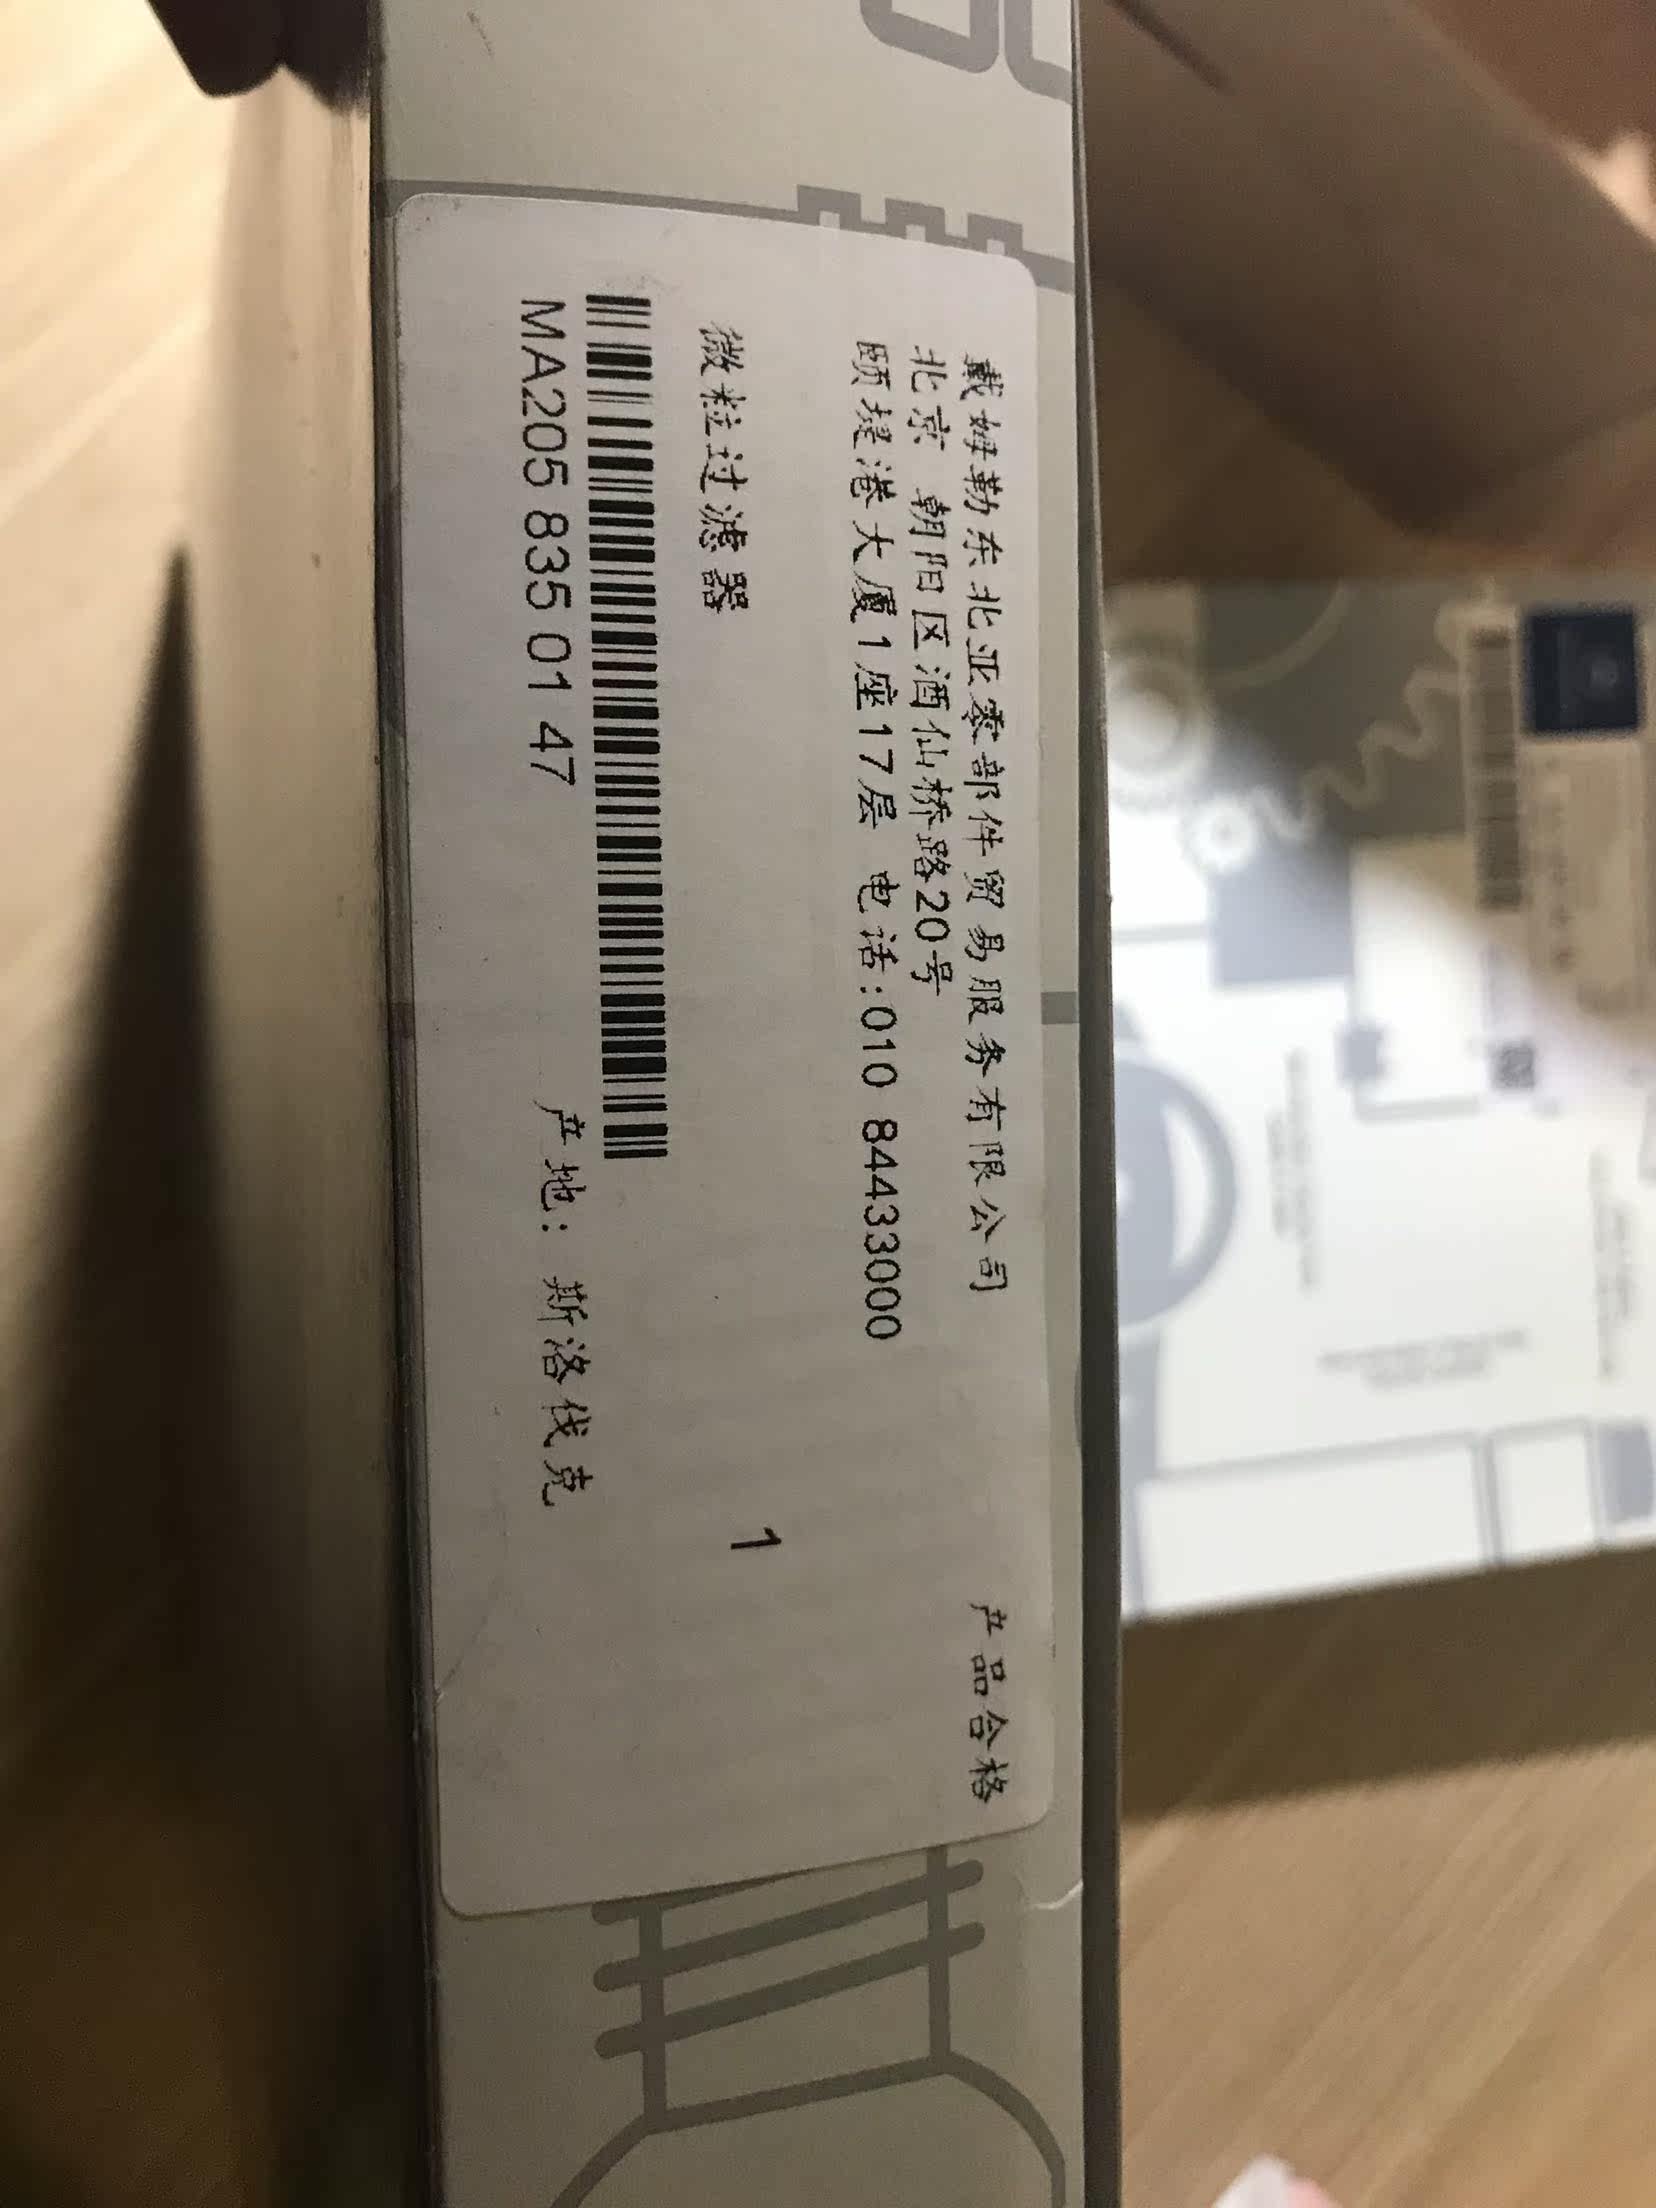 戴姆勒东北亚零部件贸易服务有限公司 产品合格
北京 朝阳区酒仙桥路20号
颐堤港大厦1座17层 电话:010 84433000
微粒过滤器 1
MA205 835 01 47 产地: 斯洛伐克